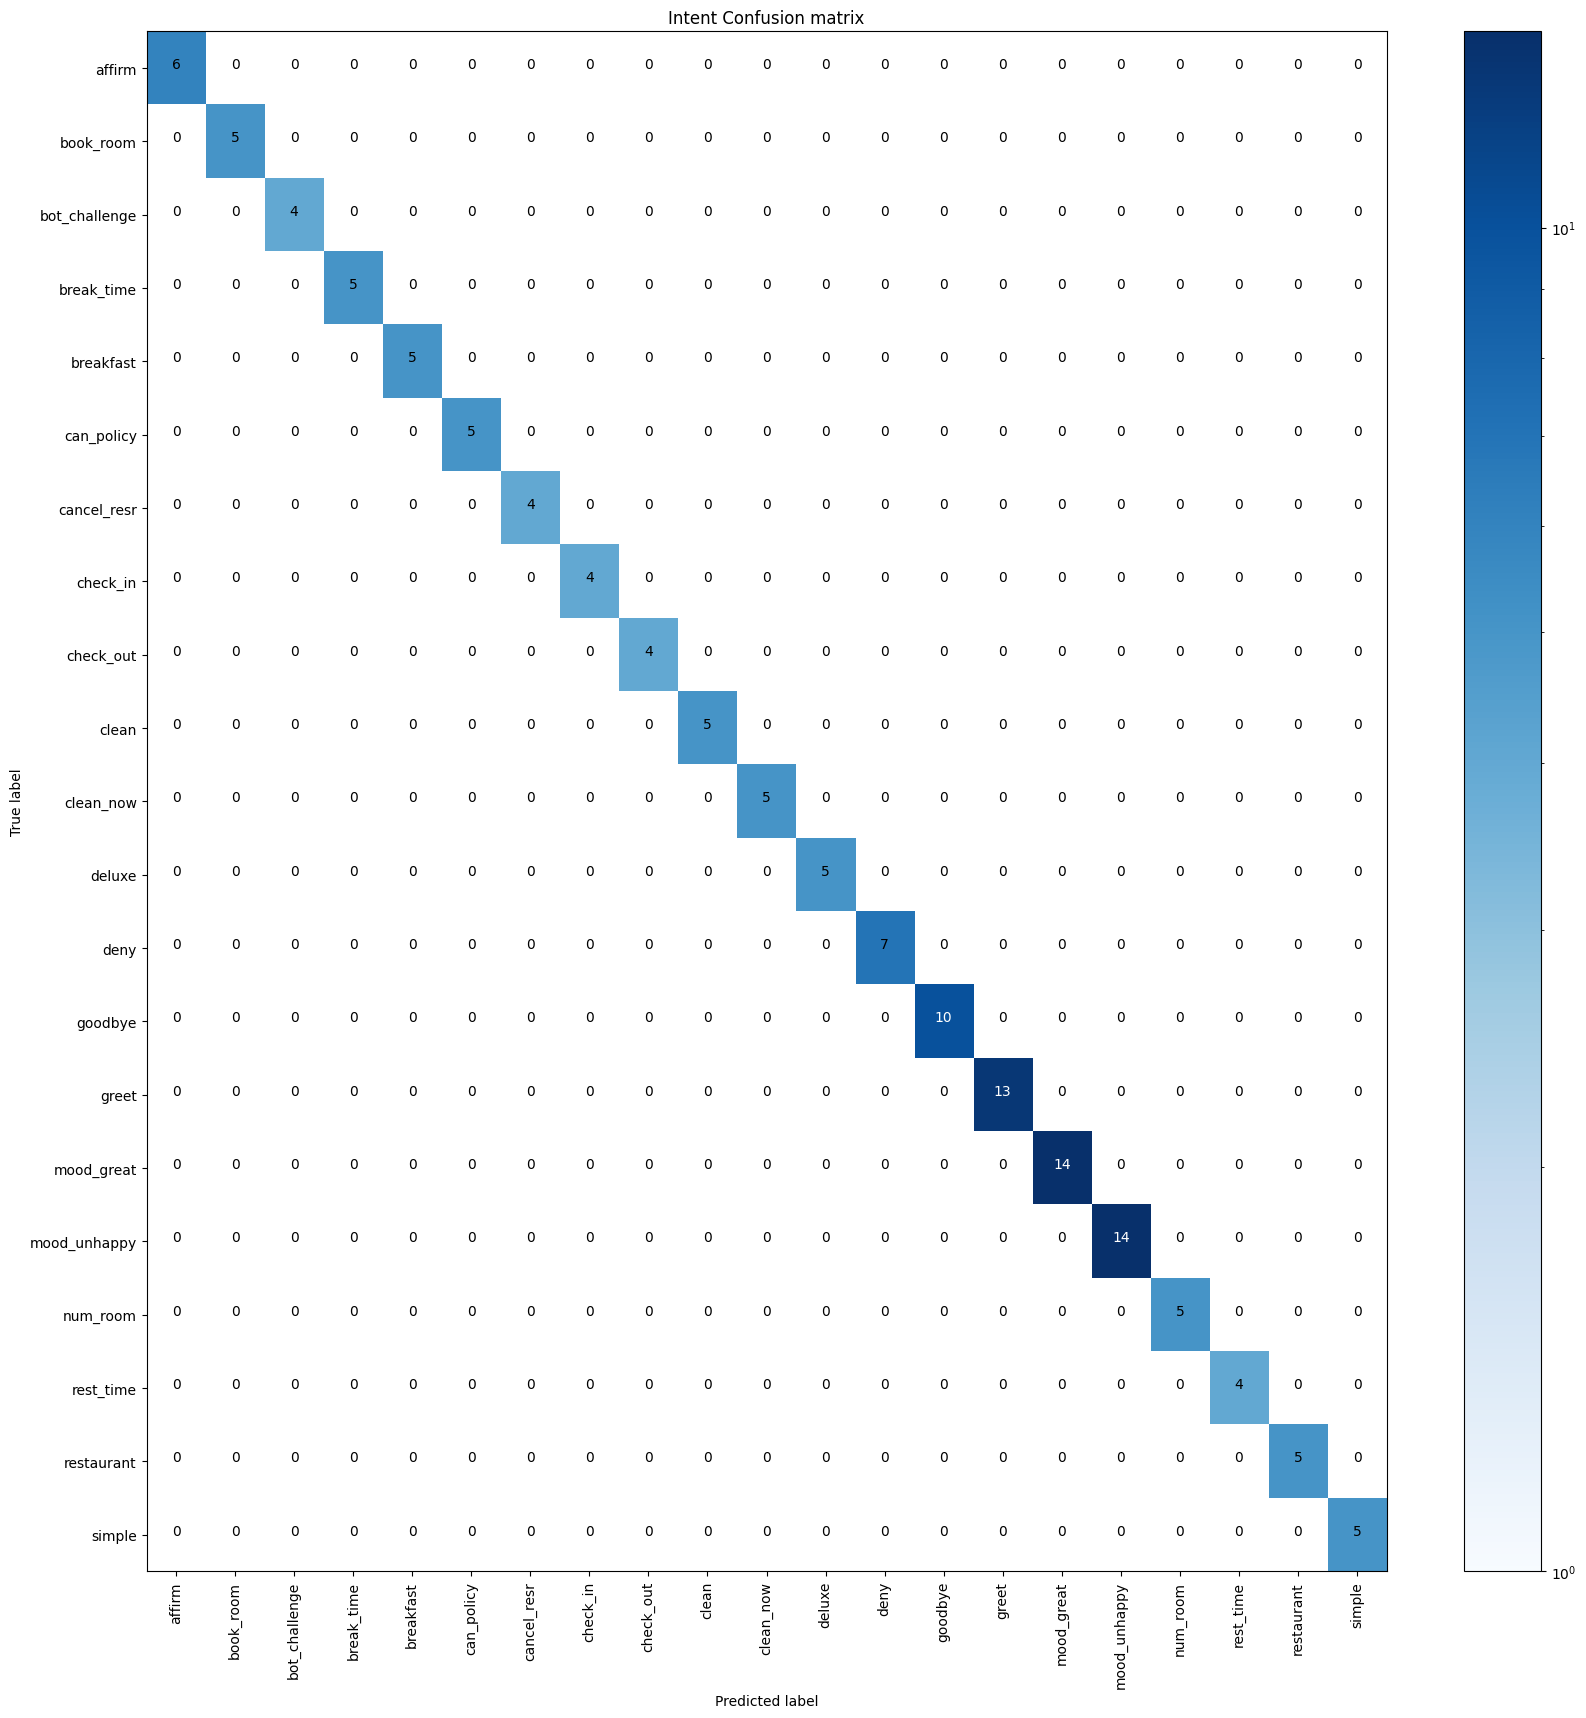 Intent Confusion matrix
affirm 6 0 0 0 0 0 0 0 0 0 0 0 0 0 0 0 0 0 0 0 0
book_room 0 5 0 0 0 0 0 0 0 0 0 0 0 0 0 0 0 0 0 0 0
bot_challenge 0 0 4 0 0 0 0 0 0 0 0 0 0 0 0 0 0 0 0 0 0
break_time 0 0 0 5 0 0 0 0 0 0 0 0 0 0 0 0 0 0 0 0 0
breakfast 0 0 0 0 5 0 0 0 0 0 0 0 0 0 0 0 0 0 0 0 0
can_policy 0 0 0 0 0 5 0 0 0 0 0 0 0 0 0 0 0 0 0 0 0
cancel_resr 0 0 0 0 0 0 4 0 0 0 0 0 0 0 0 0 0 0 0 0 0
check_in 0 0 0 0 0 0 0 4 0 0 0 0 0 0 0 0 0 0 0 0 0
check_out 0 0 0 0 0 0 0 0 4 0 0 0 0 0 0 0 0 0 0 0 0
clean 0 0 0 0 0 0 0 0 0 5 0 0 0 0 0 0 0 0 0 0 0
clean_now 0 0 0 0 0 0 0 0 0 0 5 0 0 0 0 0 0 0 0 0 0
deluxe 0 0 0 0 0 0 0 0 0 0 0 5 0 0 0 0 0 0 0 0 0
deny 0 0 0 0 0 0 0 0 0 0 0 0 7 0 0 0 0 0 0 0 0
goodbye 0 0 0 0 0 0 0 0 0 0 0 0 0 10 0 0 0 0 0 0 0
greet 0 0 0 0 0 0 0 0 0 0 0 0 0 0 13 0 0 0 0 0 0
mood_great 0 0 0 0 0 0 0 0 0 0 0 0 0 0 0 14 0 0 0 0 0
mood_unhappy 0 0 0 0 0 0 0 0 0 0 0 0 0 0 0 0 14 0 0 0 0
num_room 0 0 0 0 0 0 0 0 0 0 0 0 0 0 0 0 0 5 0 0 0
rest_time 0 0 0 0 0 0 0 0 0 0 0 0 0 0 0 0 0 0 4 0 0
restaurant 0 0 0 0 0 0 0 0 0 0 0 0 0 0 0 0 0 0 0 5 0
simple 0 0 0 0 0 0 0 0 0 0 0 0 0 0 0 0 0 0 0 0 5
True label
affirm
book_room
bot_challenge
break_time
breakfast
can_policy
cancel_resr
check_in
check_out
clean
clean_now
deluxe
deny
goodbye
greet
mood_great
mood_unhappy
num_room
rest_time
restaurant
simple
Predicted label
10¹
10⁰